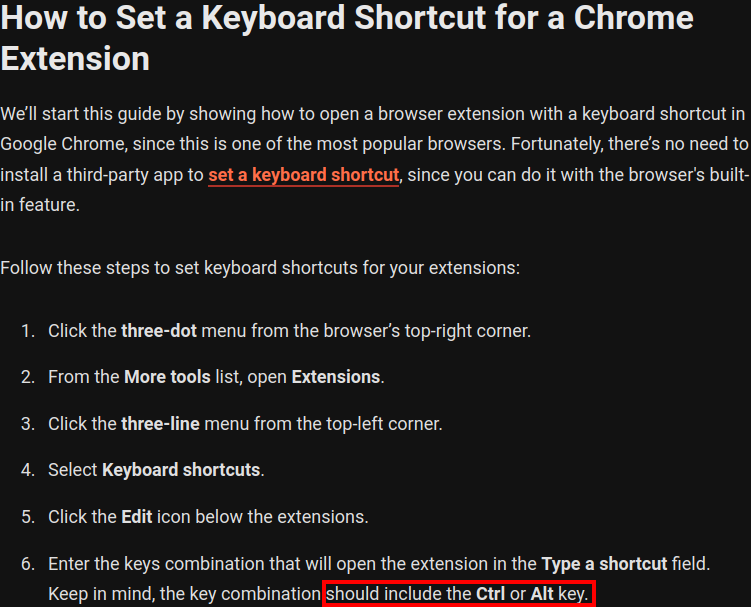 How to Set a Keyboard Shortcut for a Chrome
Extension
We’ll start this guide by showing how to open a browser extension with a keyboard shortcut in
Google Chrome, since this is one of the most popular browsers. Fortunately, there’s no need to
install a third-party app to set a keyboard shortcut, since you can do it with the browser's built-
in feature.
Follow these steps to set keyboard shortcuts for your extensions:
1. Click the three-dot menu from the browser’s top-right corner.
2. From the More tools list, open Extensions.
3. Click the three-line menu from the top-left corner.
4. Select Keyboard shortcuts.
5. Click the Edit icon below the extensions.
6. Enter the keys combination that will open the extension in the Type a shortcut field.
Keep in mind, the key combination should include the Ctrl or Alt key.